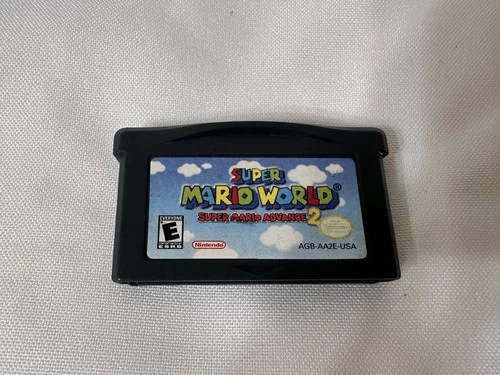 SUPER
MARIO WORLD®
SUPER MARIO ADVANCE 2
EVERYONE
E
ESRB
Nintendo
AGB-AA2E-USA